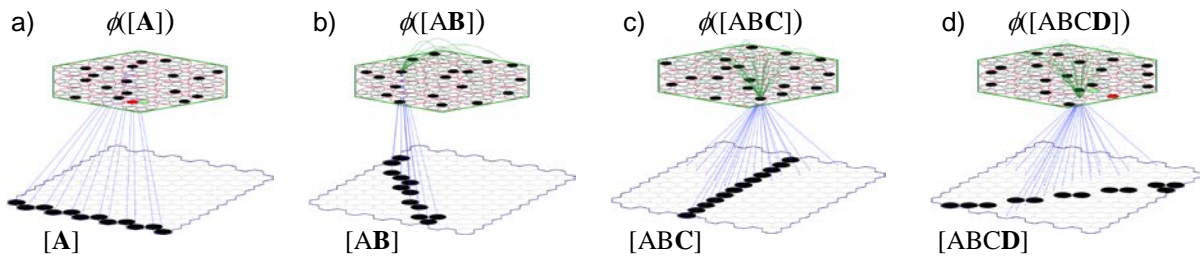 a) ϕ([A]) b) ϕ([AB]) c) ϕ([ABC]) d) ϕ([ABCD])
[A] [AB] [ABC] [ABCD]